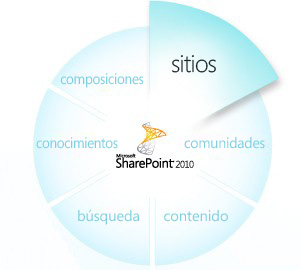 sitios
composiciones
conocimientos
comunidades
Microsoft
SharePoint 2010
búsqueda
contenido